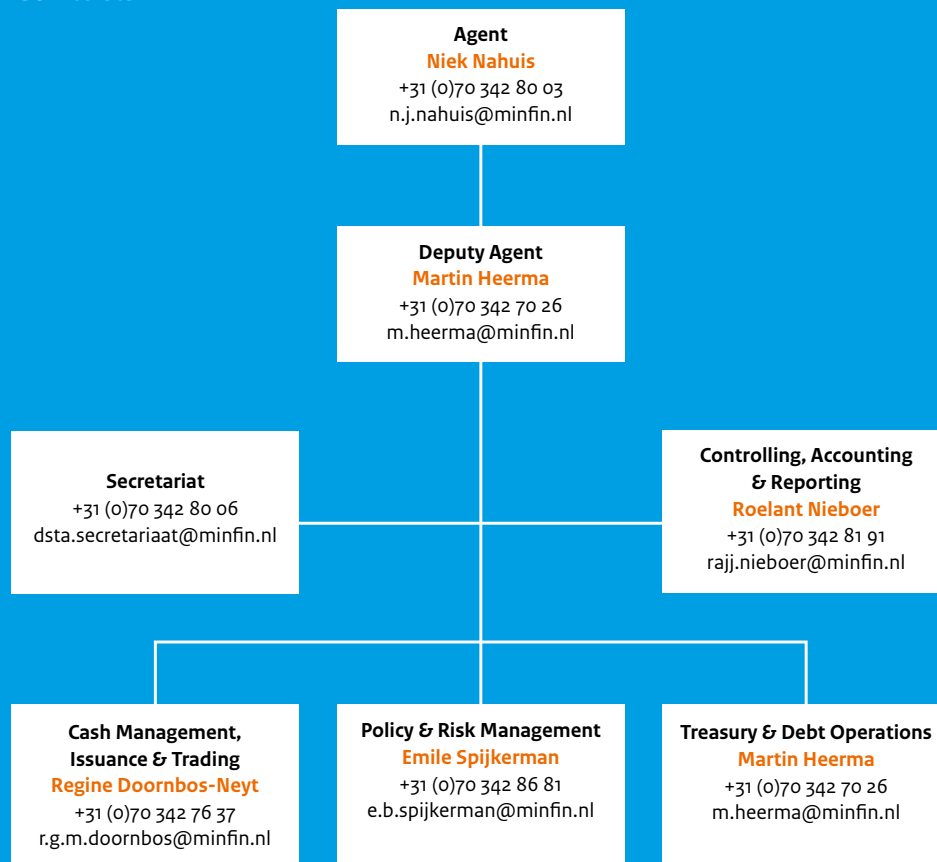 Agent
Niek Nahuis
+31 (0)70 342 80 03
n.j.nahuis@minfin.nl
Deputy Agent
Martin Heerma
+31 (0)70 342 70 26
m.heerma@minfin.nl
Secretariat
+31 (0)70 342 80 06
dsta.secretariaat@minfin.nl
Controlling, Accounting
& Reporting
Roelant Nieboer
+31 (0)70 342 81 91
rajj.nieboer@minfin.nl
Cash Management,
Issuance & Trading
Regine Doornbos-Neyt
+31 (0)70 342 76 37
r.g.m.doornbos@minfin.nl
Policy & Risk Management
Emile Spijkerman
+31 (0)70 342 86 81
e.b.spijkerman@minfin.nl
Treasury & Debt Operations
Martin Heerma
+31 (0)70 342 70 26
m.heerma@minfin.nl